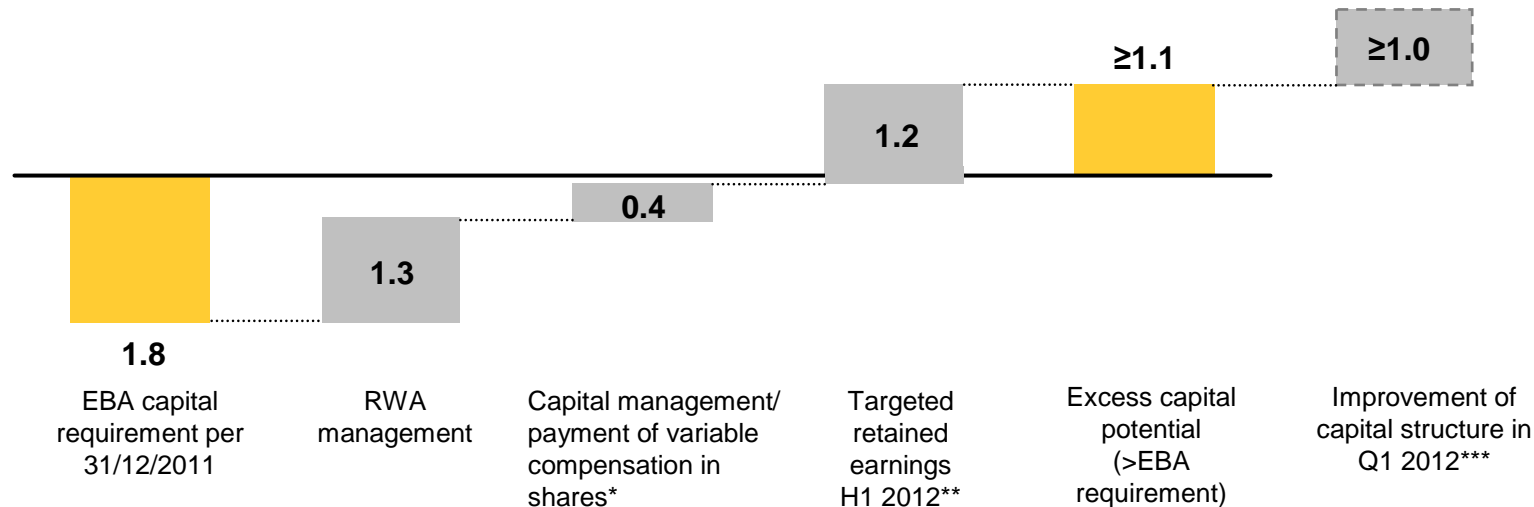 ≥1.0
≥1.1
1.2
0.4
1.3
1.8
EBA capital
requirement per
31/12/2011
RWA
management
Capital management/
payment of variable
compensation in
shares*
Targeted
retained
earnings
H1 2012**
Excess capital
potential
(>EBA
requirement)
Improvement of
capital structure in
Q1 2012***